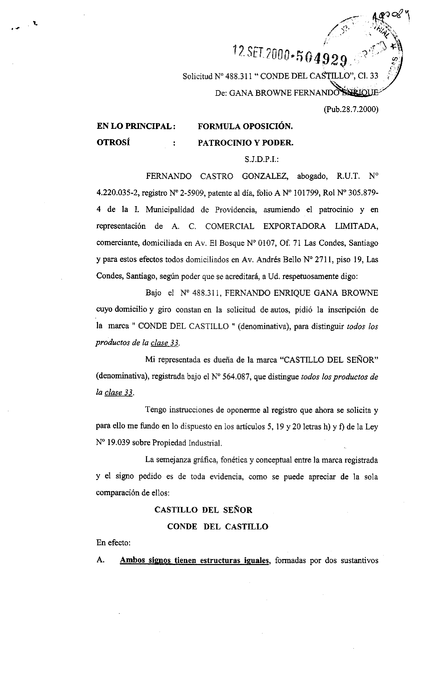 12.SET.2000-504929
Solicitud N° 488.311 " CONDE DEL CASTILLO", Cl. 33
De: GANA BROWNE FERNANDO ENRIQUE
(Pub.28.7.2000)
EN LO PRINCIPAL : FORMULA OPOSICIÓN.
OTROSÍ : PATROCINIO Y PODER.
S.J.D.P.I.:
FERNANDO CASTRO GONZALEZ, abogado, R.U.T. N°
4.220.035-2, registro N° 2-5909, patente al día, folio A N° 101799, Rol N° 305.879-
4 de la I. Municipalidad de Providencia, asumiendo el patrocinio y en
representación de A. C. COMERCIAL EXPORTADORA LIMITADA,
comerciante, domiciliada en Av. El Bosque N° 0107, Of. 71 Las Condes, Santiago
y para estos efectos todos domiciliados en Av. Andrés Bello N° 2711, piso 19, Las
Condes, Santiago, según poder que se acreditará, a Ud. respetuosamente digo:
Bajo el N° 488.311, FERNANDO ENRIQUE GANA BROWNE
cuyo domicilio y giro constan en la solicitud de autos, pidió la inscripción de
la marca " CONDE DEL CASTILLO " (denominativa), para distinguir todos los
productos de la clase 33.
Mi representada es dueña de la marca "CASTILLO DEL SEÑOR"
(denominativa), registrada bajo el N° 564.087, que distingue todos los productos de
la clase 33.
Tengo instrucciones de oponerme al registro que ahora se solicita y
para ello me fundo en lo dispuesto en los artículos 5, 19 y 20 letras h) y f) de la Ley
N° 19.039 sobre Propiedad Industrial.
La semejanza gráfica, fonética y conceptual entre la marca registrada
y el signo pedido es de toda evidencia, como se puede apreciar de la sola
comparación de ellos:
CASTILLO DEL SEÑOR
CONDE DEL CASTILLO
En efecto:
A. Ambos signos tienen estructuras iguales, formadas por dos sustantivos